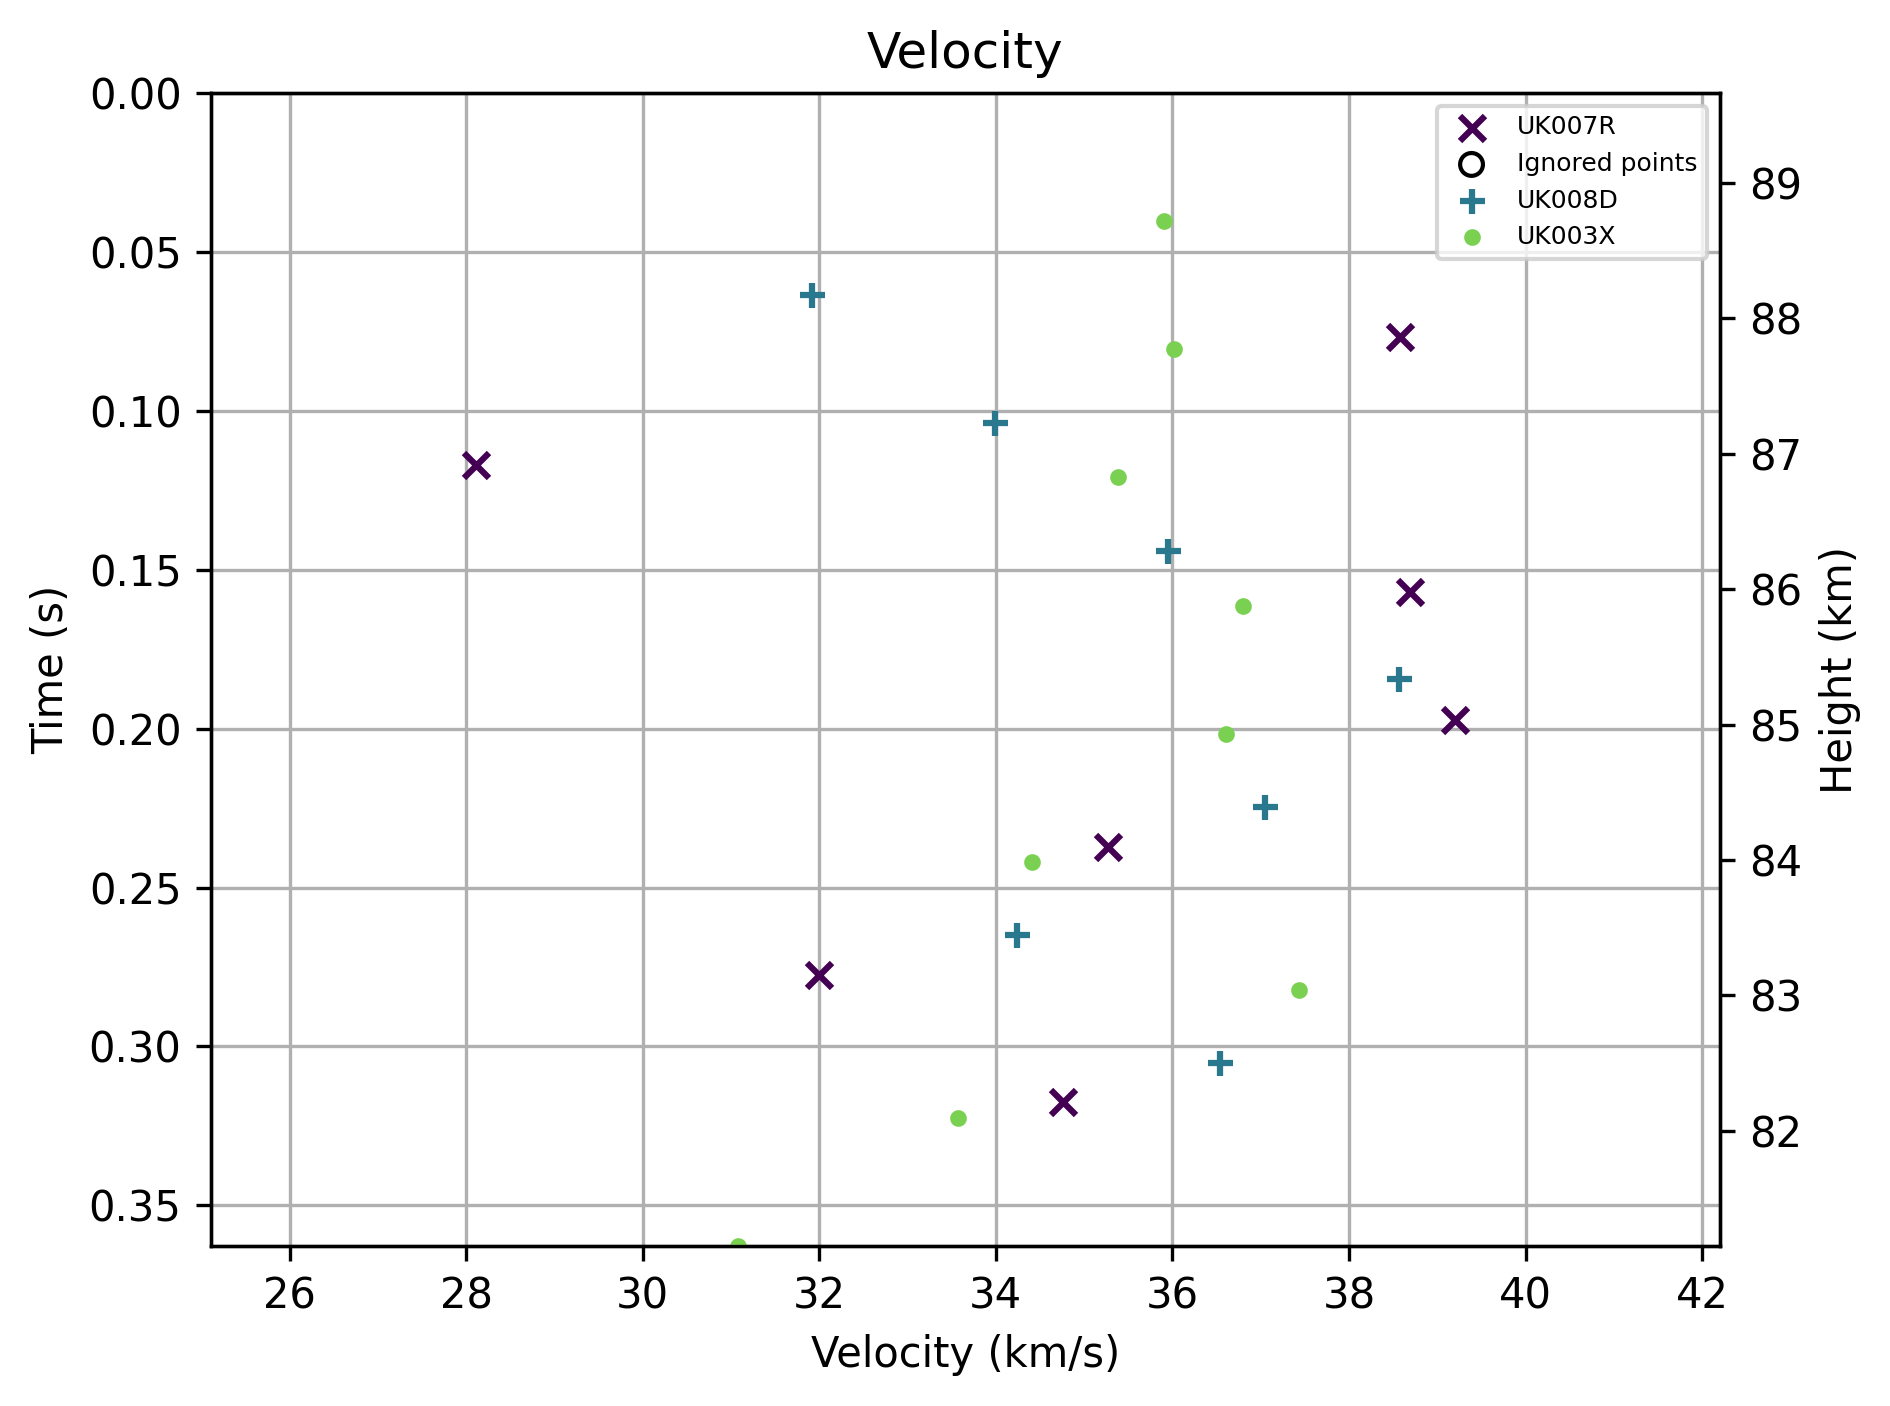 Velocity
UK007R
Ignored points
UK008D
UK003X
0.00
0.05
0.10
0.15
0.20
0.25
0.30
0.35
Time (s)
89
88
87
86
85
84
83
82
Height (km)
26 28 30 32 34 36 38 40 42
Velocity (km/s)